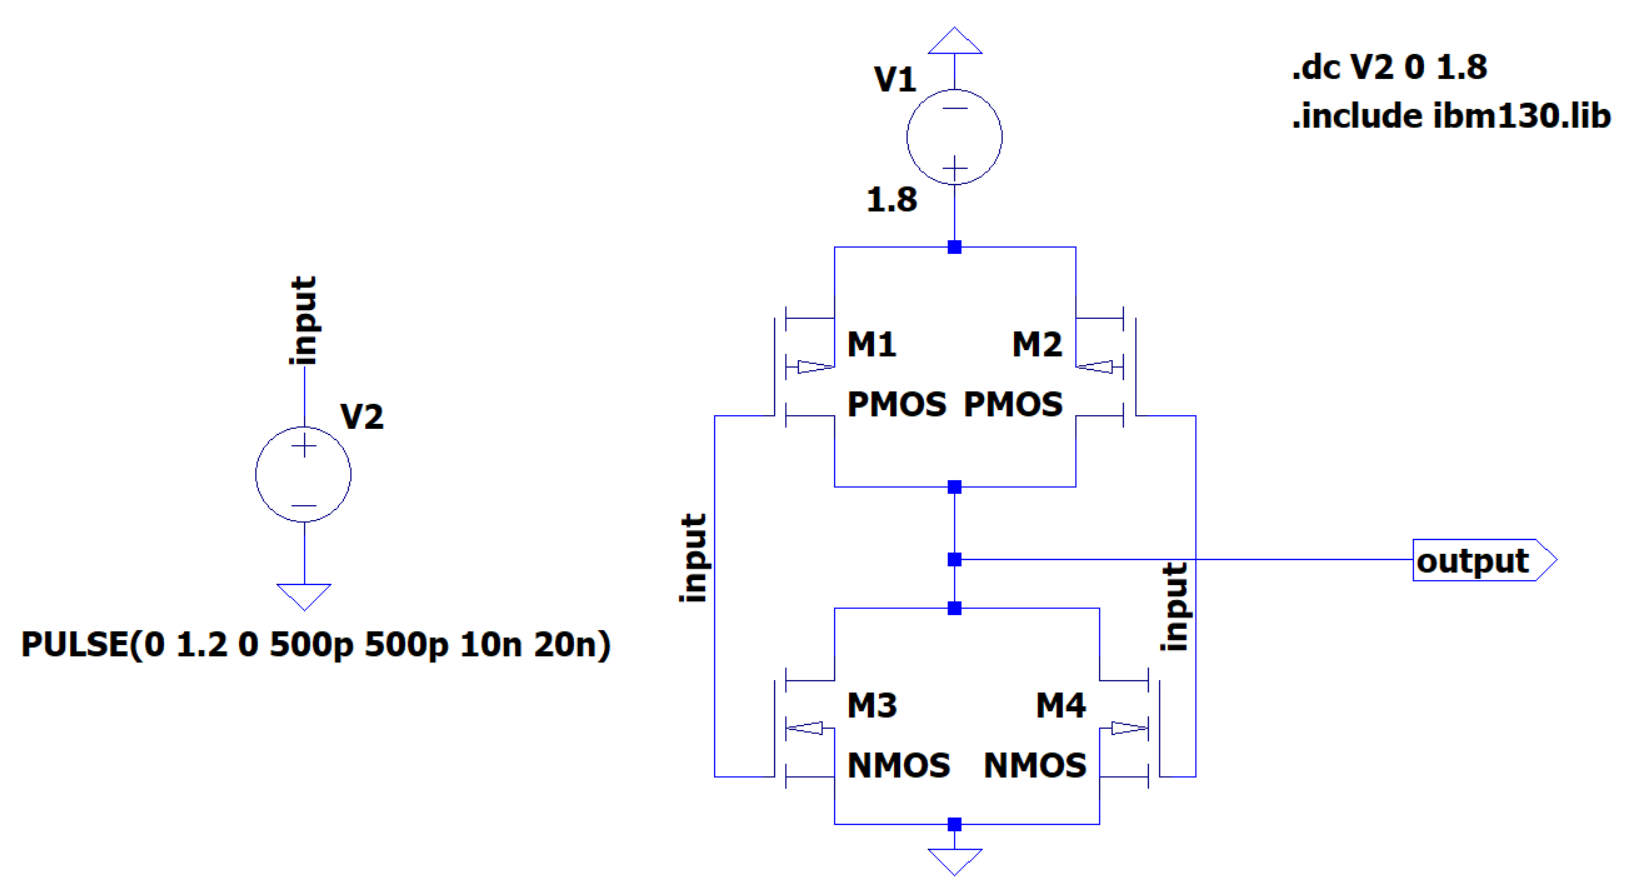 .dc V2 0 1.8
.include ibm130.lib
V1
1.8
input
V2
PULSE(0 1.2 0 500p 500p 10n 20n)
M1
M2
PMOS
PMOS
input
output
input
M3
M4
NMOS
NMOS